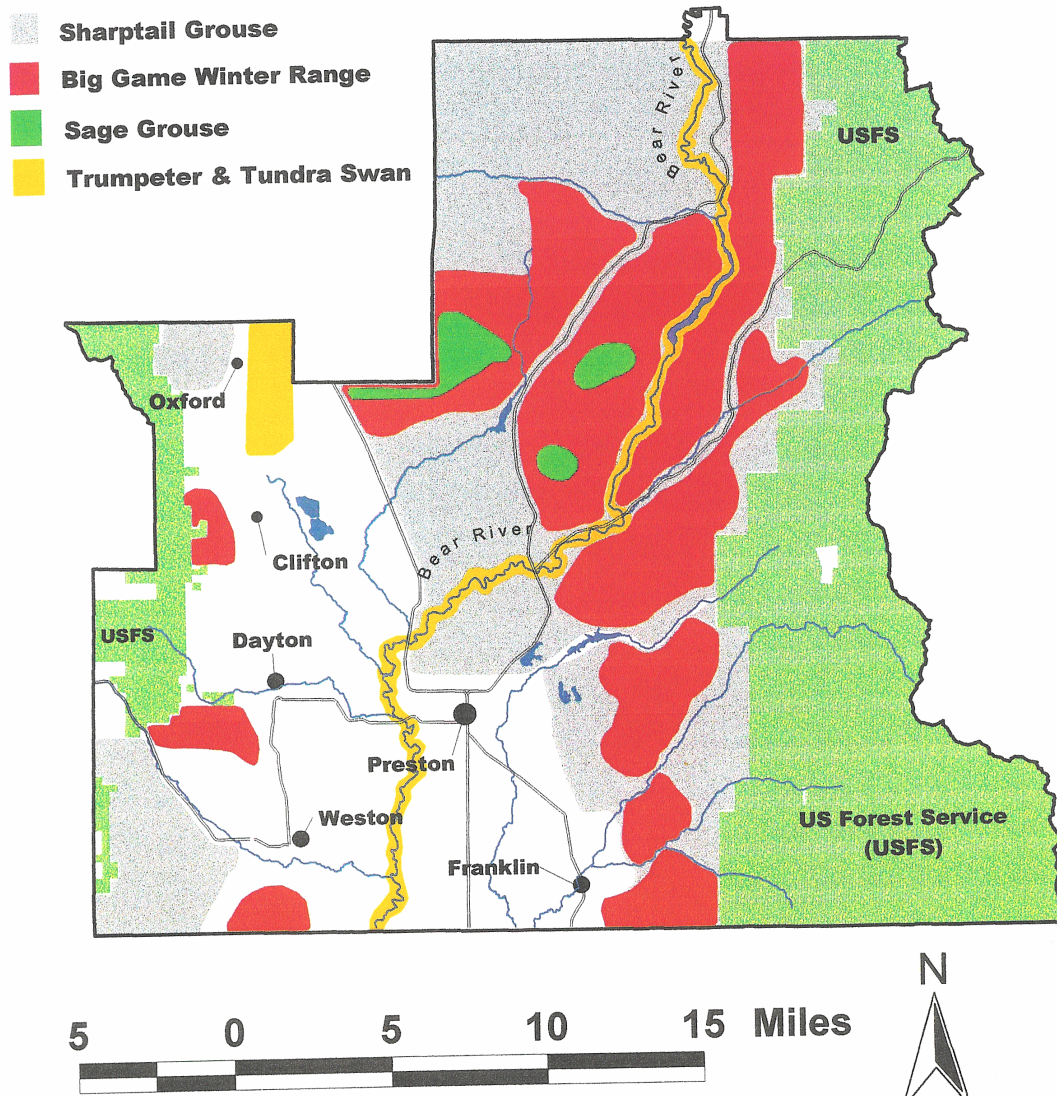 Sharptail Grouse
Big Game Winter Range
Sage Grouse
Trumpeter & Tundra Swan
Bear River
USFS
Oxford
Bear River
Clifton
USFS
Dayton
Preston
Weston
US Forest Service
(USFS)
Franklin
N
5 0 5 10 15 Miles